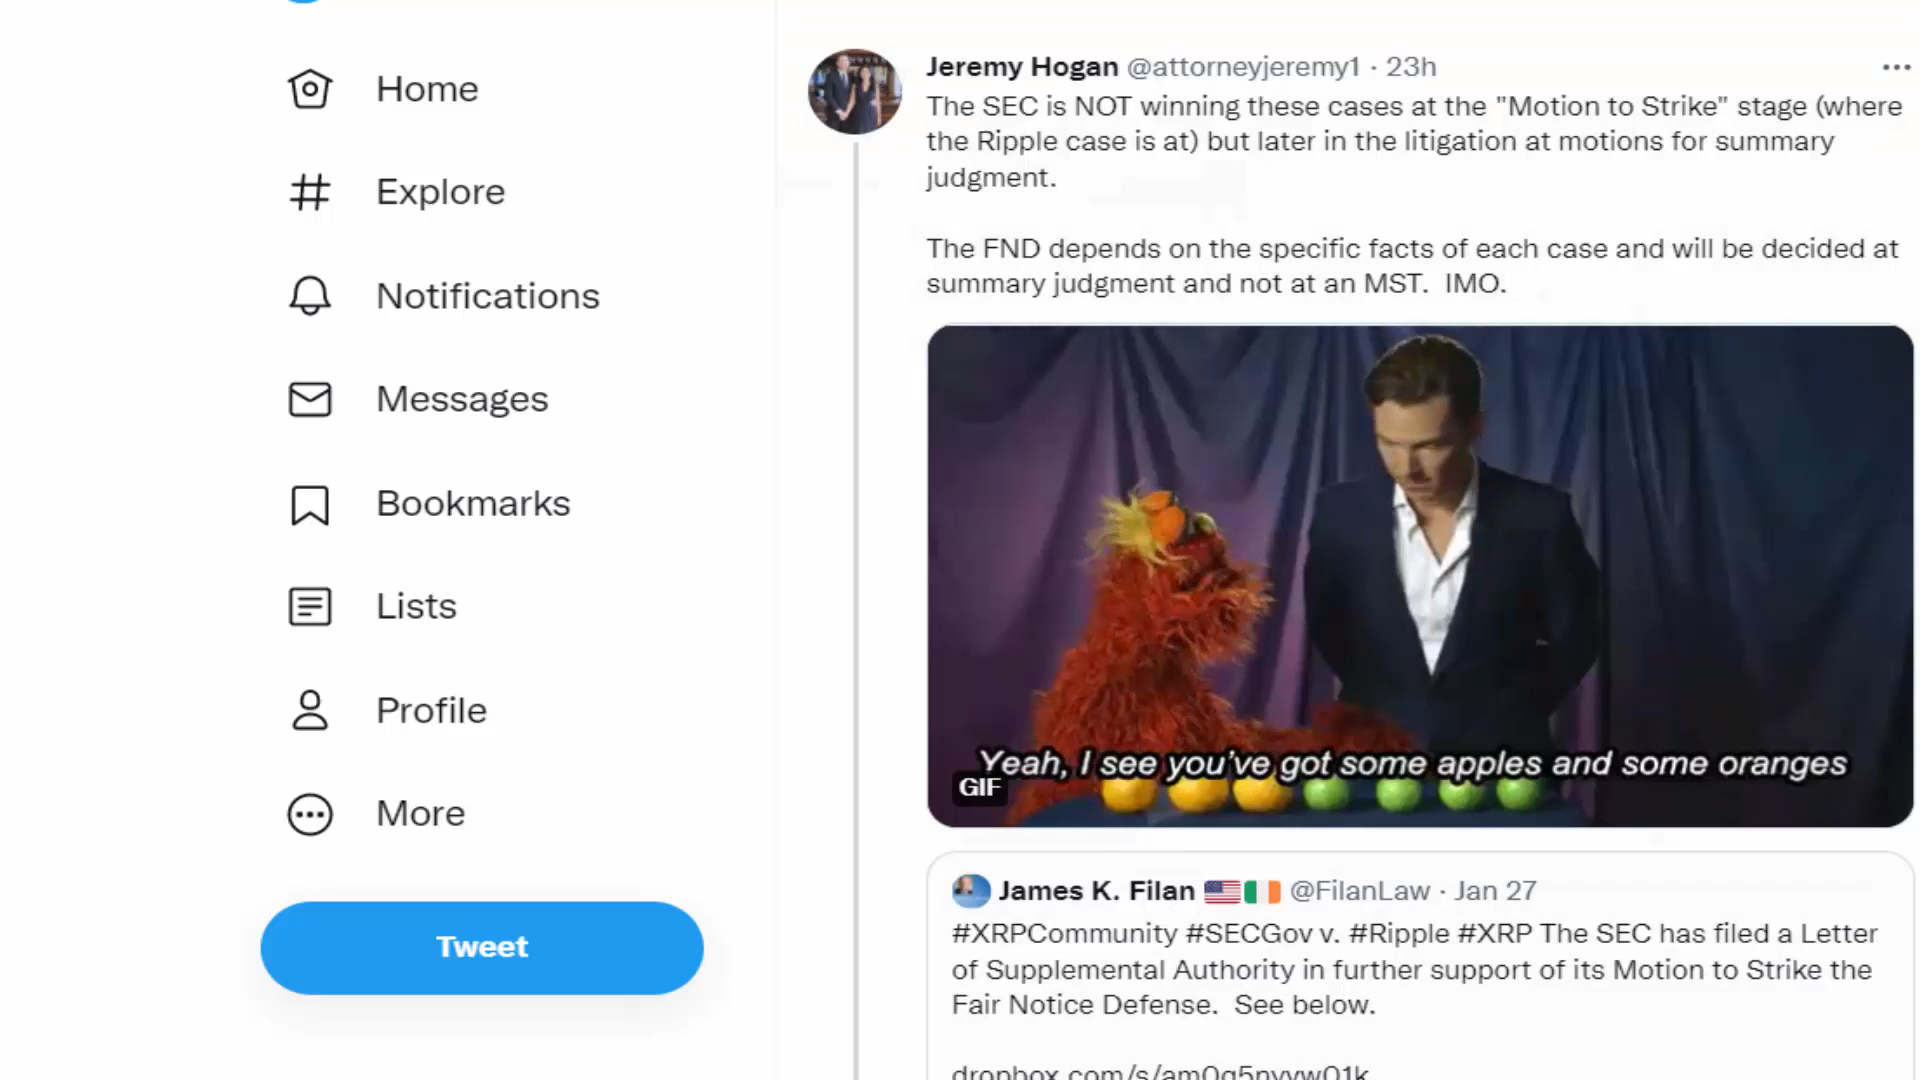 Home
Explore
Notifications
Messages
Bookmarks
Lists
Profile
More
Tweet
Jeremy Hogan @attorneyjeremy1 · 23h
The SEC is NOT winning these cases at the "Motion to Strike" stage (where
the Ripple case is at) but later in the litigation at motions for summary
judgment.
The FND depends on the specific facts of each case and will be decided at
summary judgment and not at an MST.  IMO.
Yeah, I see you've got some apples and some oranges
GIF
James K. Filan 🇺🇸🇮🇪 @FilanLaw · Jan 27
#XRPCommunity #SECGov v. #Ripple #XRP The SEC has filed a Letter
of Supplemental Authority in further support of its Motion to Strike the
Fair Notice Defense.  See below.